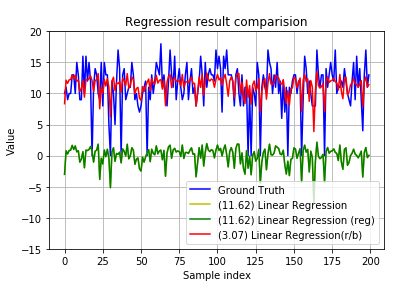 Regression result comparision
20
15
10
5
0
−5
−10
−15
Value
0 25 50 75 100 125 150 175 200
Sample index
Ground Truth
(11.62) Linear Regression
(11.62) Linear Regression (reg)
(3.07) Linear Regression(r/b)